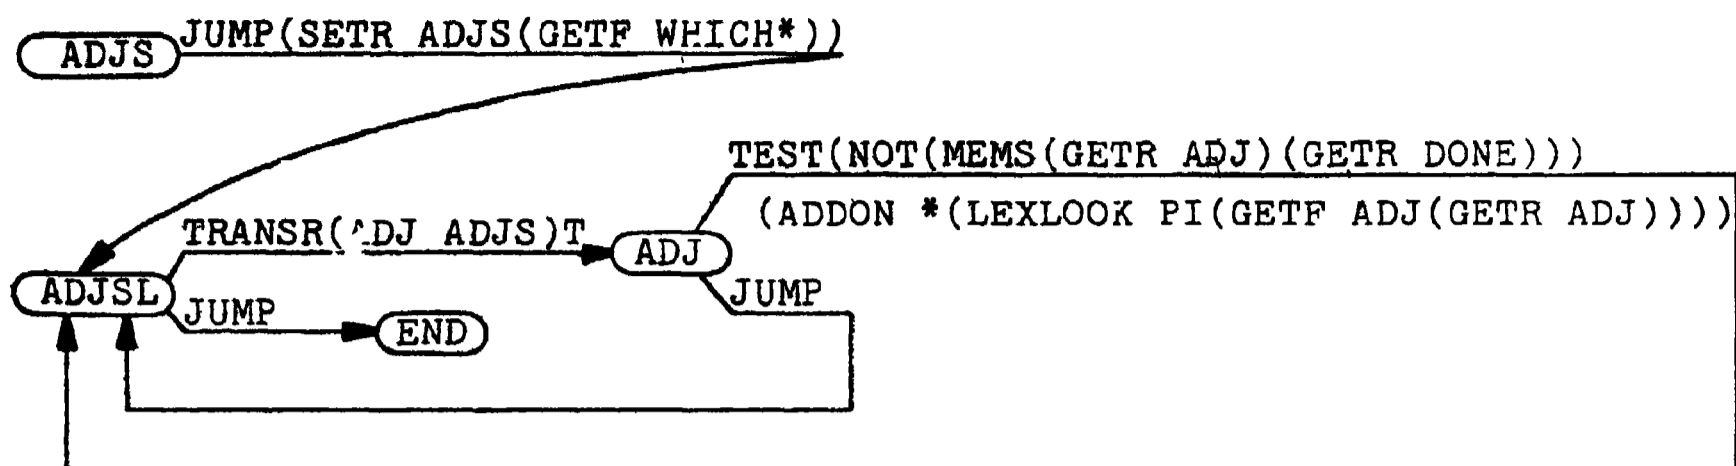 ADJS JUMP(SETR ADJS(GETF WHICH*))
TEST(NOT(MEMS(GETR ADJ)(GETR DONE)))
(ADDON *(LEXLOOK PI(GETF ADJ(GETR ADJ))))
TRANSR(ADJ ADJS)T
ADJ
ADJSL
JUMP
JUMP
END